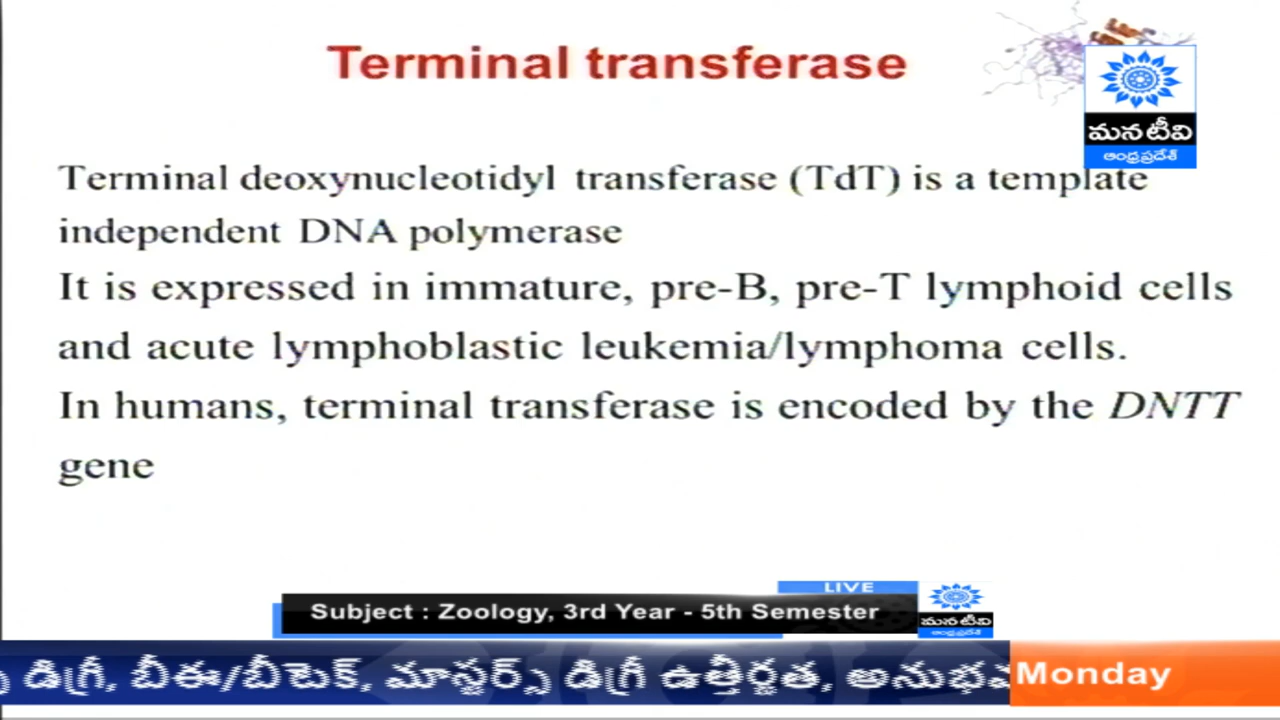 Terminal transferase
మన టీవి
ఆంధ్రప్రదేశ్
Terminal deoxynucleotidyl transferase (TdT) is a template
independent DNA polymerase
It is expressed in immature, pre-B, pre-T lymphoid cells
and acute lymphoblastic leukemia/lymphoma cells.
In humans, terminal transferase is encoded by the DNTT
gene
LIVE
Subject : Zoology, 3rd Year - 5th Semester
మన టీవి
ఆంధ్రప్రదేశ్
డిగ్రీ, బీఈ/బీటెక్, మాస్టర్స్ డిగ్రీ ఉత్తీర్ణత, అనుభవ
Monday